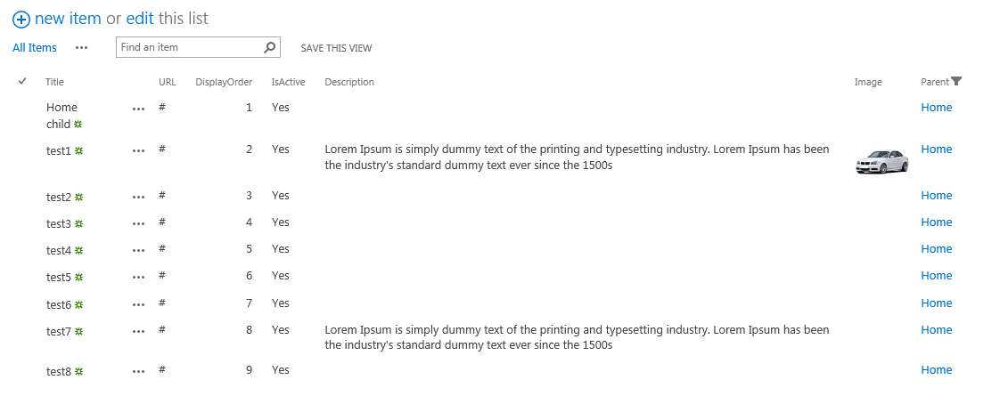 new item or edit this list
All Items ••• Find an item SAVE THIS VIEW
Title URL DisplayOrder IsActive Description Image Parent
Home ••• # 1 Yes Home
child
test1 ••• # 2 Yes Lorem Ipsum is simply dummy text of the printing and typesetting industry. Lorem Ipsum has been Home
the industry's standard dummy text ever since the 1500s
test2 ••• # 3 Yes Home
test3 ••• # 4 Yes Home
test4 ••• # 5 Yes Home
test5 ••• # 6 Yes Home
test6 ••• # 7 Yes Home
test7 ••• # 8 Yes Lorem Ipsum is simply dummy text of the printing and typesetting industry. Lorem Ipsum has been Home
the industry's standard dummy text ever since the 1500s
test8 ••• # 9 Yes Home